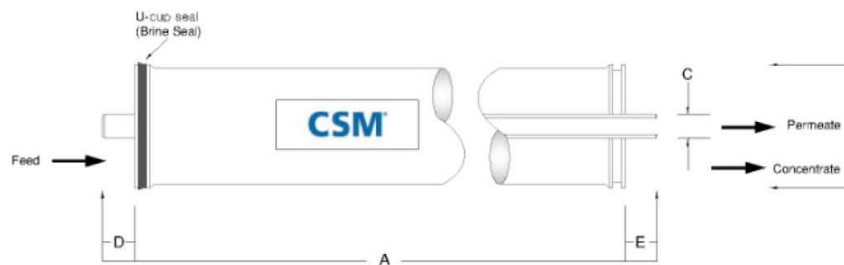 U-cup seal
(Brine Seal)
CSM®
C
Feed
Permeate
Concentrate
D
E
A